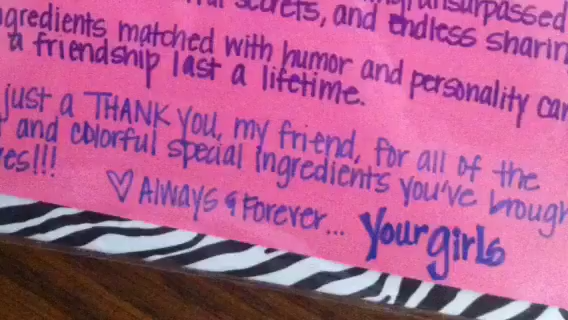 secrets, and endless sharin
ngredients matched with humor and personality can
a friendship last a lifetime.
just a THANK YOU, my friend, for all of the
and colorful special ingredients you've brough
es!!!
♡ Always & Forever... Your girls